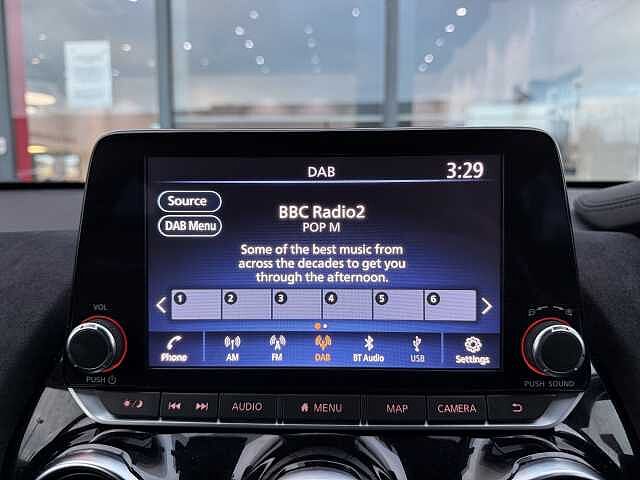 DAB
3:29
Source
DAB Menu
BBC Radio2
POP M
Some of the best music from
across the decades to get you
through the afternoon.
1 2 3 4 5 6
Phone AM FM DAB BT Audio USB Settings
VOL
PUSH
PUSH SOUND
AUDIO MENU MAP CAMERA